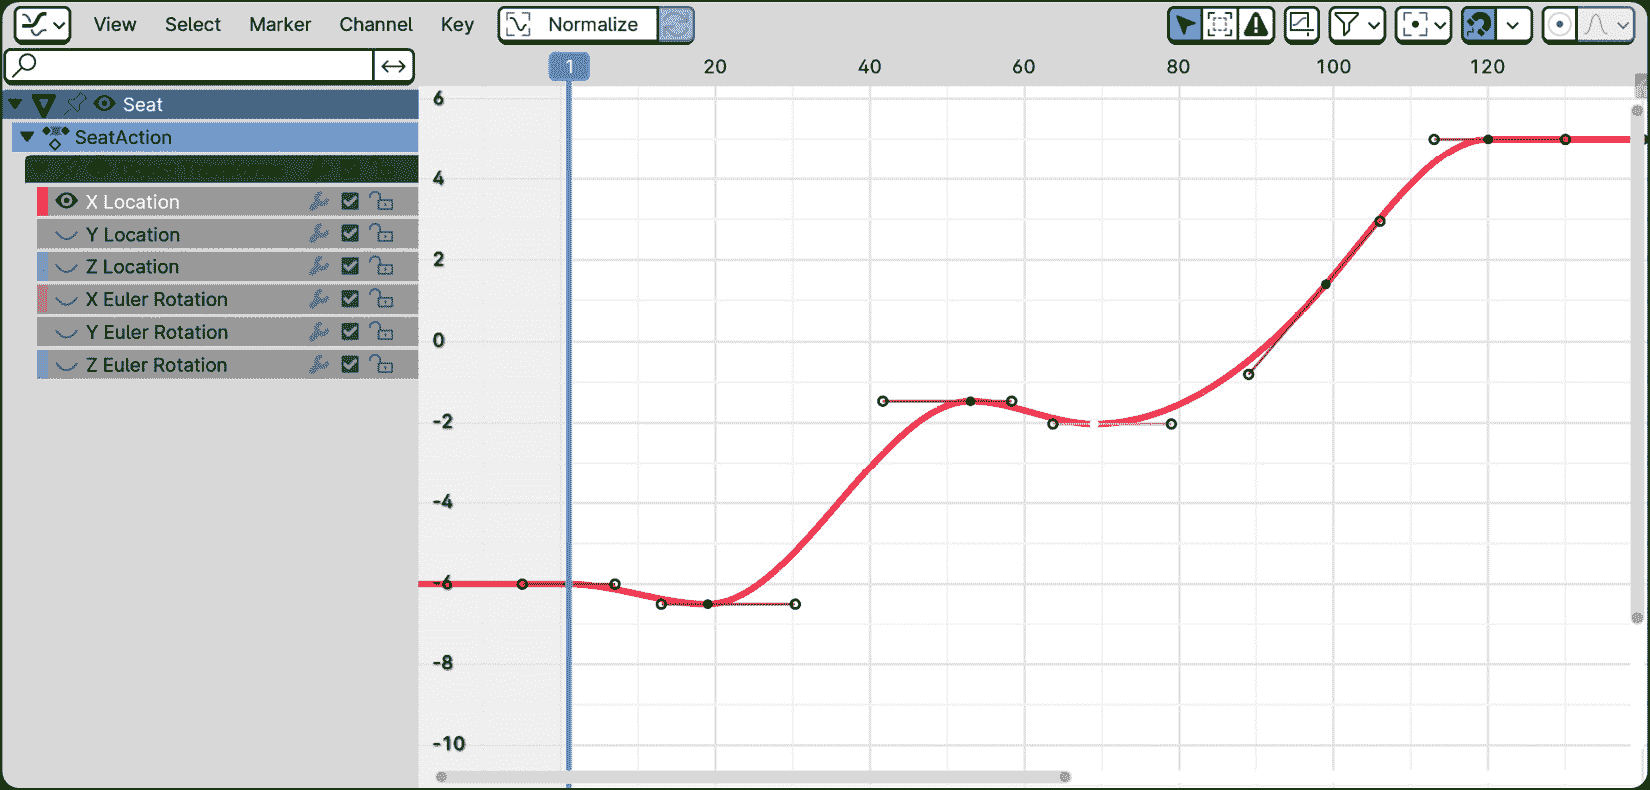 View Select Marker Channel Key Normalize
1 20 40 60 80 100 120
Seat
SeatAction
X Location
Y Location
Z Location
X Euler Rotation
Y Euler Rotation
Z Euler Rotation
6
4
2
0
-2
-4
-6
-8
-10